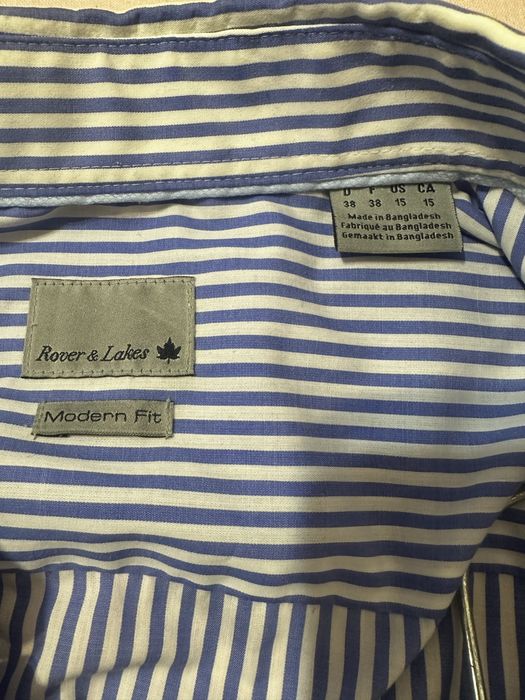 D F US CA
38 38 15 15
Made in Bangladesh
Fabriqué au Bangladesh
Gemaakt in Bangladesh
Rover & Lakes
Modern Fit